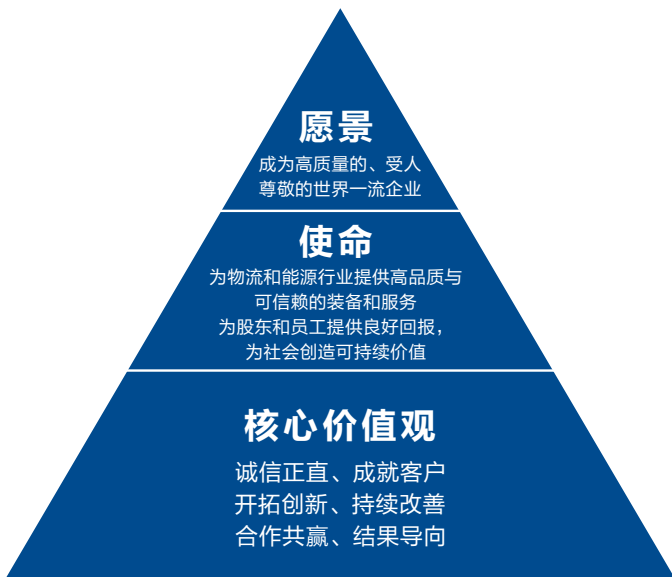 愿景
成为高质量的、受人
尊敬的世界一流企业
使命
为物流和能源行业提供高品质与
可信赖的装备和服务
为股东和员工提供良好回报，
为社会创造可持续价值
核心价值观
诚信正直、成就客户
开拓创新、持续改善
合作共赢、结果导向